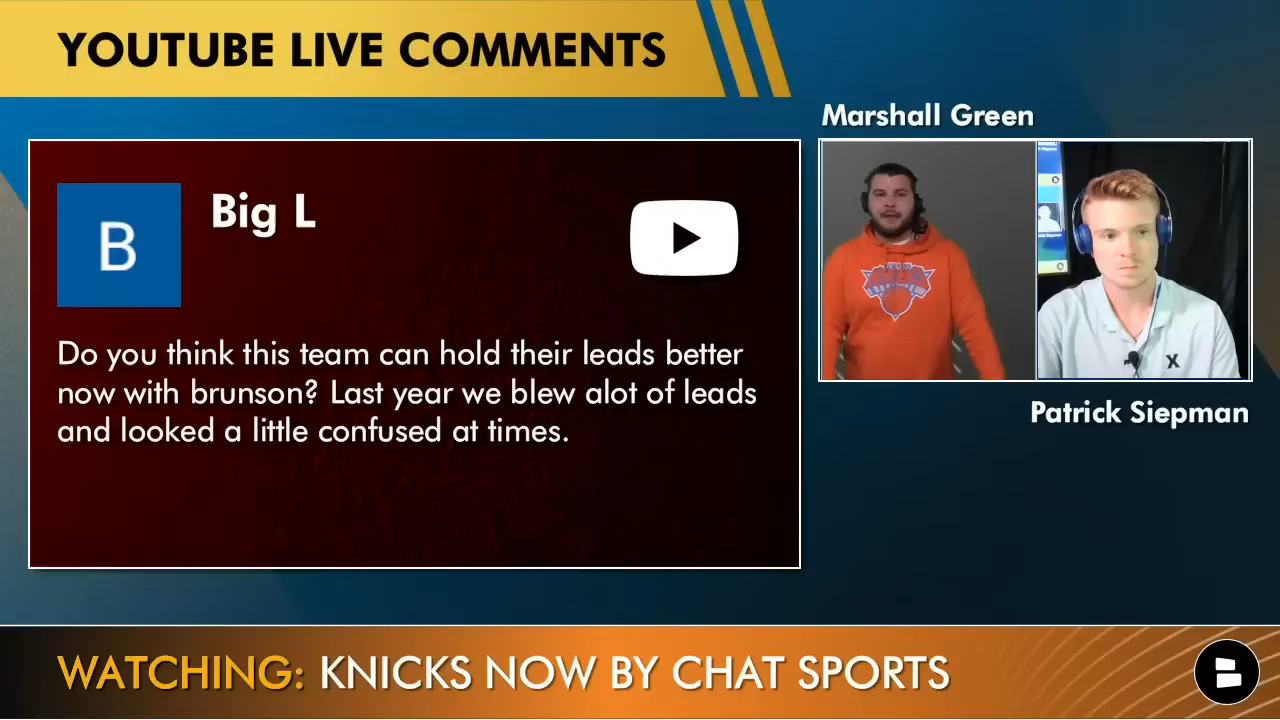 YOUTUBE LIVE COMMENTS
Marshall Green
B
Big L
Do you think this team can hold their leads better
now with brunson? Last year we blew alot of leads
and looked a little confused at times.
X
Patrick Siepman
WATCHING: KNICKS NOW BY CHAT SPORTS